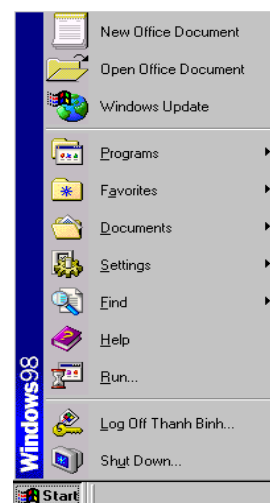 New Office Document
Open Office Document
Windows Update
Programs
Favorites
Documents
Settings
Find
Help
Run...
Log Off Thanh Binh...
Shut Down...
Windows98
Start